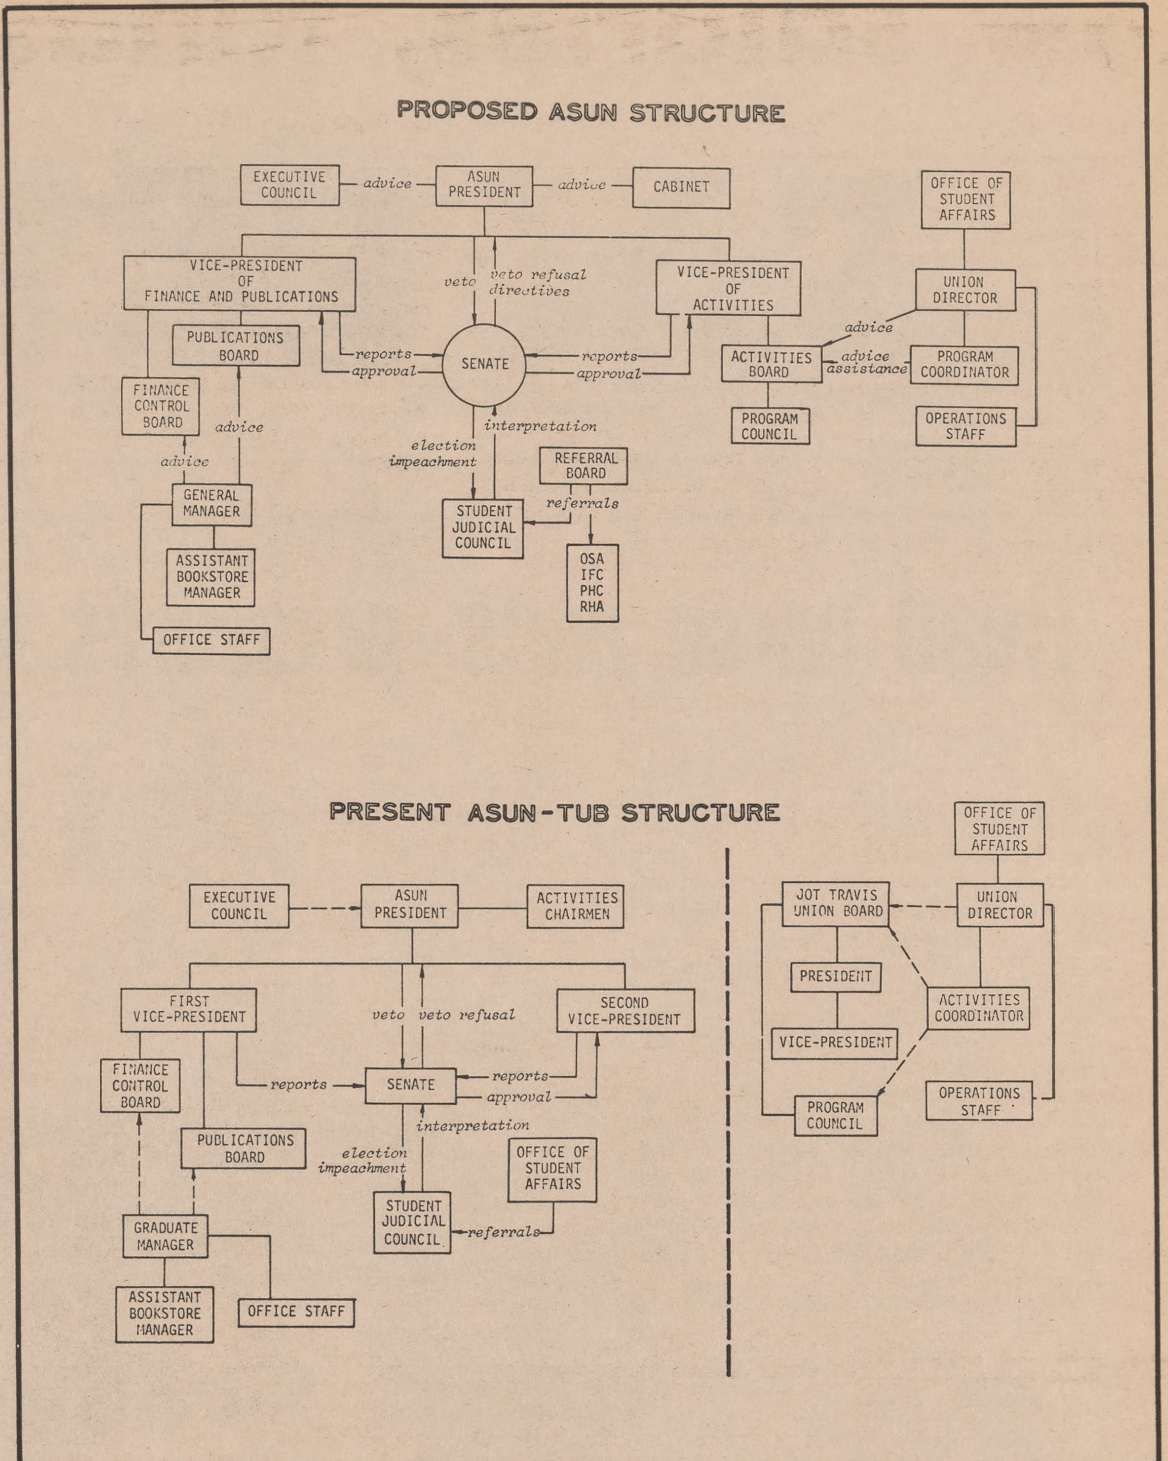 PROPOSED ASUN STRUCTURE
EXECUTIVE
COUNCIL
advice
ASUN
PRESIDENT
advice
CABINET
OFFICE OF
STUDENT
AFFAIRS
VICE-PRESIDENT
OF
FINANCE AND PUBLICATIONS
veto
veto refusal
directives
VICE-PRESIDENT
OF
ACTIVITIES
UNION
DIRECTOR
PUBLICATIONS
BOARD
reports
approval
SENATE
reports
approval
advice
ACTIVITIES
BOARD
advice
assistance
PROGRAM
COORDINATOR
FINANCE
CONTROL
BOARD
advice
advice
interpretation
election
impeachment
PROGRAM
COUNCIL
OPERATIONS
STAFF
REFERRAL
BOARD
referrals
GENERAL
MANAGER
STUDENT
JUDICIAL
COUNCIL
ASSISTANT
BOOKSTORE
MANAGER
OSA
IFC
PHC
RHA
OFFICE STAFF
PRESENT ASUN-TUB STRUCTURE
EXECUTIVE
COUNCIL
ASUN
PRESIDENT
ACTIVITIES
CHAIRMEN
FIRST
VICE-PRESIDENT
veto
veto refusal
SECOND
VICE-PRESIDENT
FINANCE
CONTROL
BOARD
reports
SENATE
reports
approval
PUBLICATIONS
BOARD
interpretation
election
impeachment
OFFICE OF
STUDENT
AFFAIRS
STUDENT
JUDICIAL
COUNCIL
referrals
GRADUATE
MANAGER
ASSISTANT
BOOKSTORE
MANAGER
OFFICE STAFF
OFFICE OF
STUDENT
AFFAIRS
JOT TRAVIS
UNION BOARD
UNION
DIRECTOR
PRESIDENT
ACTIVITIES
COORDINATOR
VICE-PRESIDENT
PROGRAM
COUNCIL
OPERATIONS
STAFF